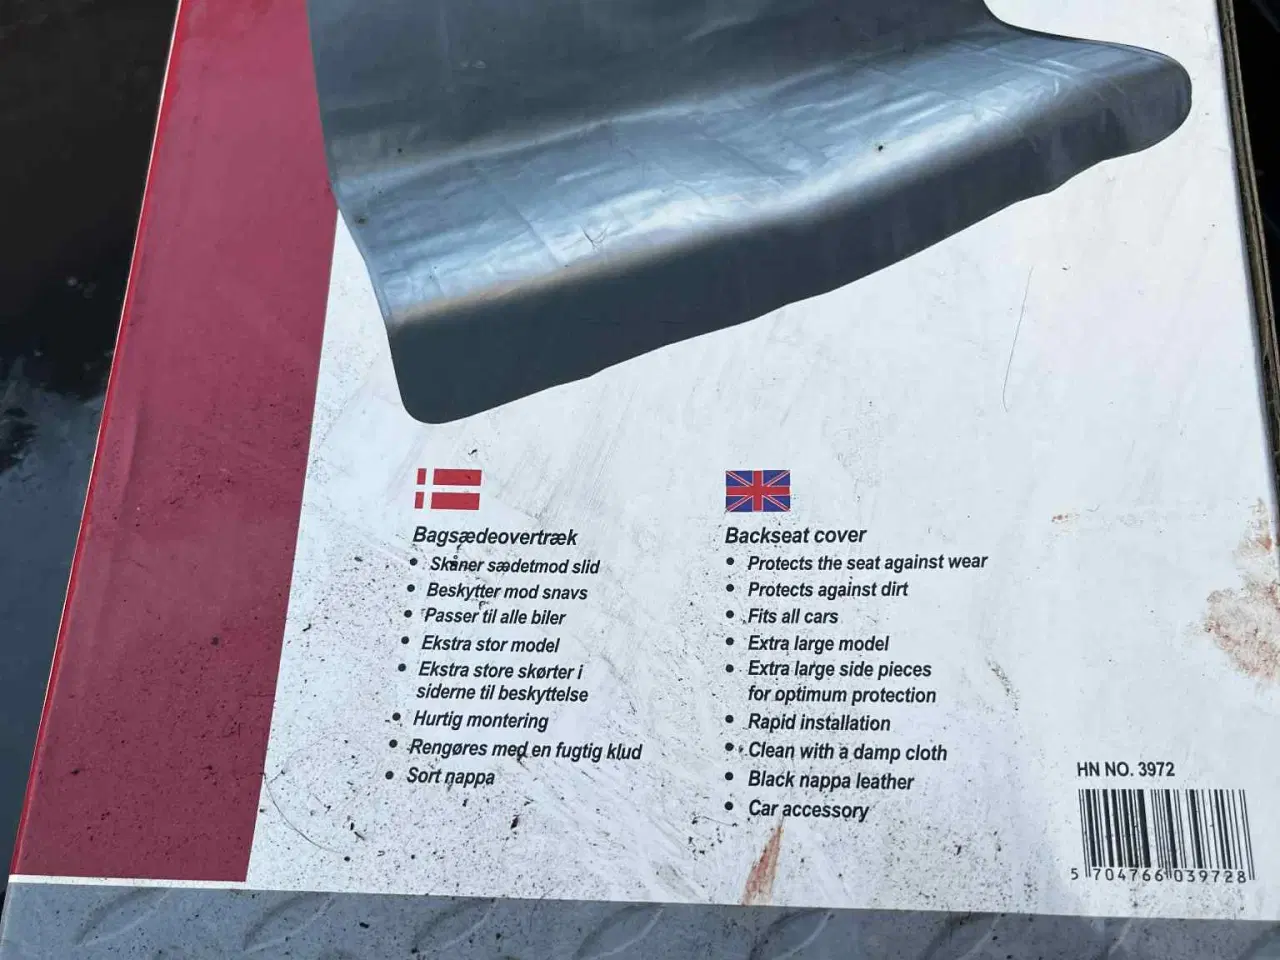 Bagsædeovertræk
• Skåner sædetmod slid
• Beskytter mod snavs
• Passer til alle biler
• Ekstra stor model
• Ekstra store skørter i
siderne til beskyttelse
• Hurtig montering
• Rengøres med en fugtig klud
• Sort nappa
Backseat cover
• Protects the seat against wear
• Protects against dirt
• Fits all cars
• Extra large model
• Extra large side pieces
for optimum protection
• Rapid installation
• Clean with a damp cloth
• Black nappa leather
• Car accessory
HN NO. 3972
5 704766 039728